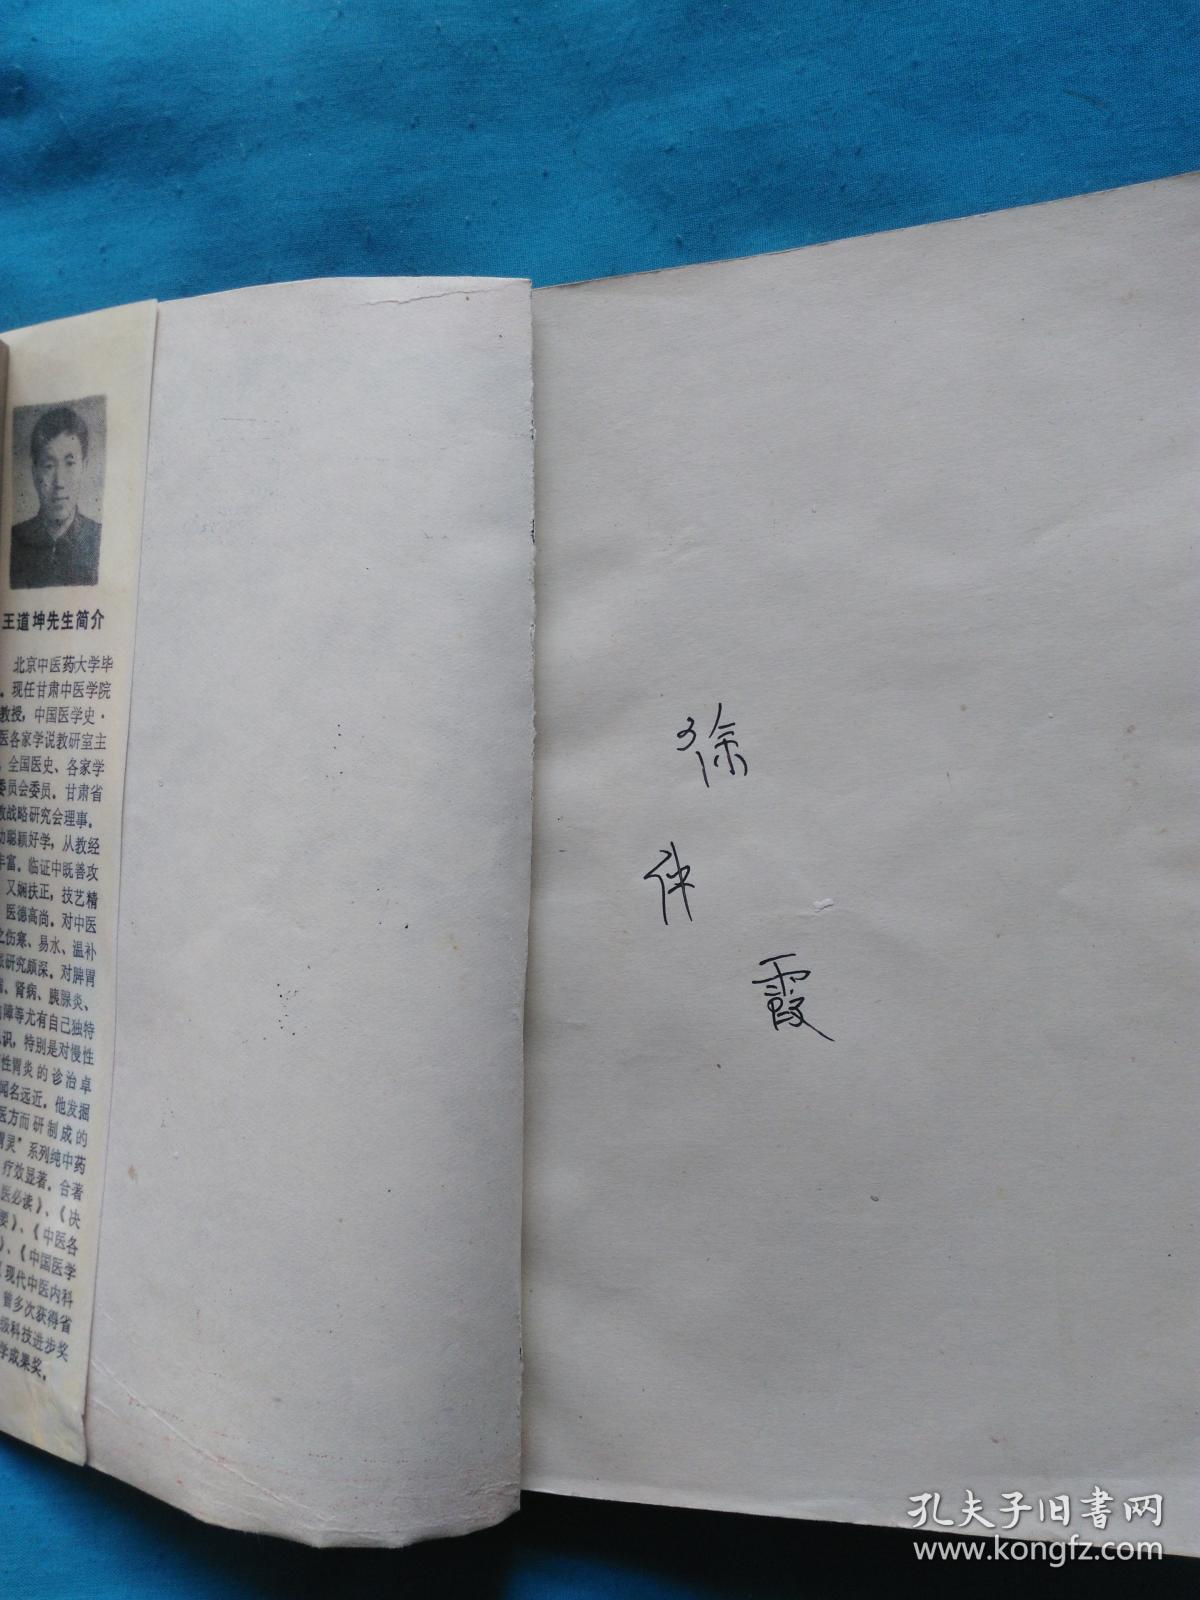 王道坤先生简介
北京中医药大学毕
。现任甘肃中医学院
教授，中国医学史·
医各家学说教研室主
。全国医史、各家学
委员会委员。甘肃省
战略研究会理事。
聪颖好学，从教经
丰富。临证中既善攻
又娴扶正，技艺精
医德高尚。对中医
之伤寒、易水、温补
研究颇深。对脾胃
、肾病、胰腺炎、
障等尤有自己独特
识，特别是对慢性
性胃炎的诊治卓
闻名远近。他发掘
医方而研制成的
胃灵”系列纯中药
疗效显著。合著
医必读》、《决
要》、《中医各
》、《中国医学
现代中医内科
曾多次获得省
级科技进步奖
学成果奖。
徐
仲
霞
孔夫子旧书网
www.kongfz.com